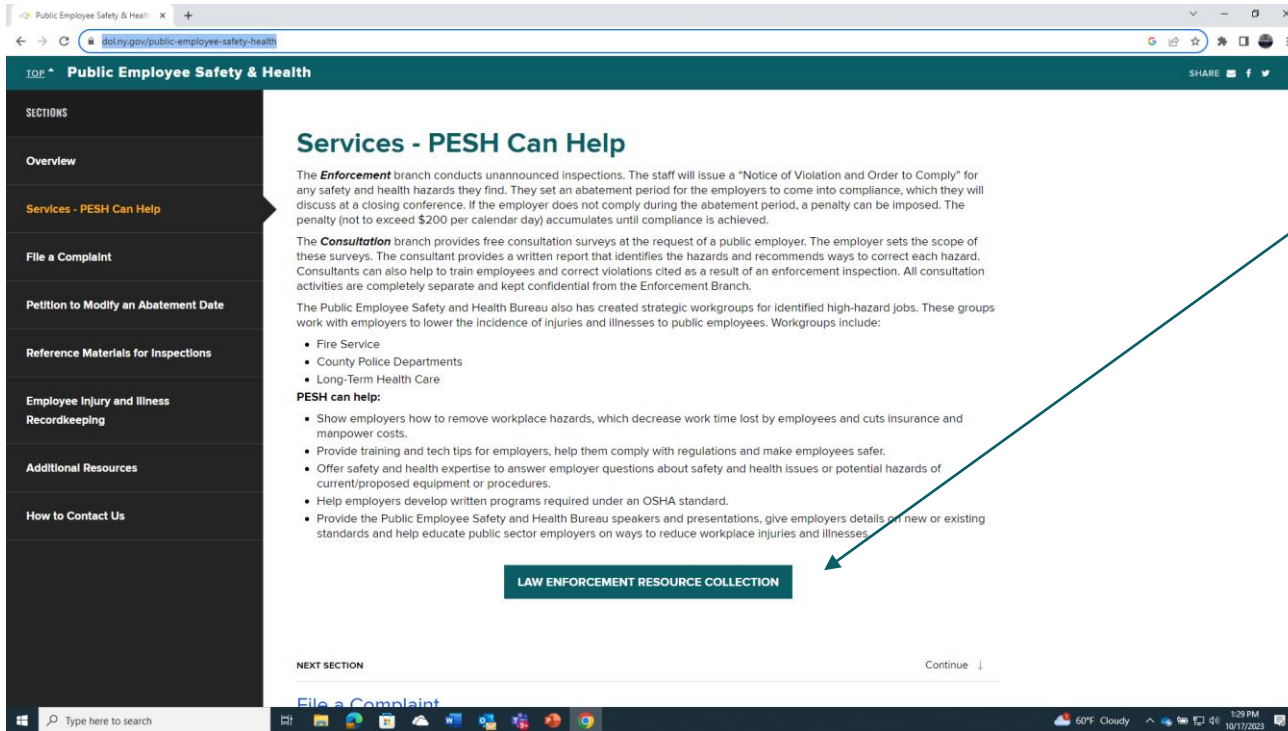 Public Employee Safety & Healt
dol.ny.gov/public-employee-safety-health
TOP Public Employee Safety & Health
SHARE
SECTIONS
Overview
Services - PESH Can Help
File a Complaint
Petition to Modify an Abatement Date
Reference Materials for Inspections
Employee Injury and Illness
Recordkeeping
Additional Resources
How to Contact Us
Services - PESH Can Help
The Enforcement branch conducts unannounced inspections. The staff will issue a “Notice of Violation and Order to Comply” for
any safety and health hazards they find. They set an abatement period for the employers to come into compliance, which they will
discuss at a closing conference. If the employer does not comply during the abatement period, a penalty can be imposed. The
penalty (not to exceed $200 per calendar day) accumulates until compliance is achieved.
The Consultation branch provides free consultation surveys at the request of a public employer. The employer sets the scope of
these surveys. The consultant provides a written report that identifies the hazards and recommends ways to correct each hazard.
Consultants can also help to train employees and correct violations cited as a result of an enforcement inspection. All consultation
activities are completely separate and kept confidential from the Enforcement Branch.
The Public Employee Safety and Health Bureau also has created strategic workgroups for identified high-hazard jobs. These groups
work with employers to lower the incidence of injuries and illnesses to public employees. Workgroups include:
• Fire Service
• County Police Departments
• Long-Term Health Care
PESH can help:
• Show employers how to remove workplace hazards, which decrease work time lost by employees and cuts insurance and
manpower costs.
• Provide training and tech tips for employers, help them comply with regulations and make employees safer.
• Offer safety and health expertise to answer employer questions about safety and health issues or potential hazards of
current/proposed equipment or procedures.
• Help employers develop written programs required under an OSHA standard.
• Provide the Public Employee Safety and Health Bureau speakers and presentations, give employers details on new or existing
standards and help educate public sector employers on ways to reduce workplace injuries and illnesses.
LAW ENFORCEMENT RESOURCE COLLECTION
NEXT SECTION
Continue ↓
File a Complaint
Type here to search
60°F Cloudy
1:29 PM
10/17/2023